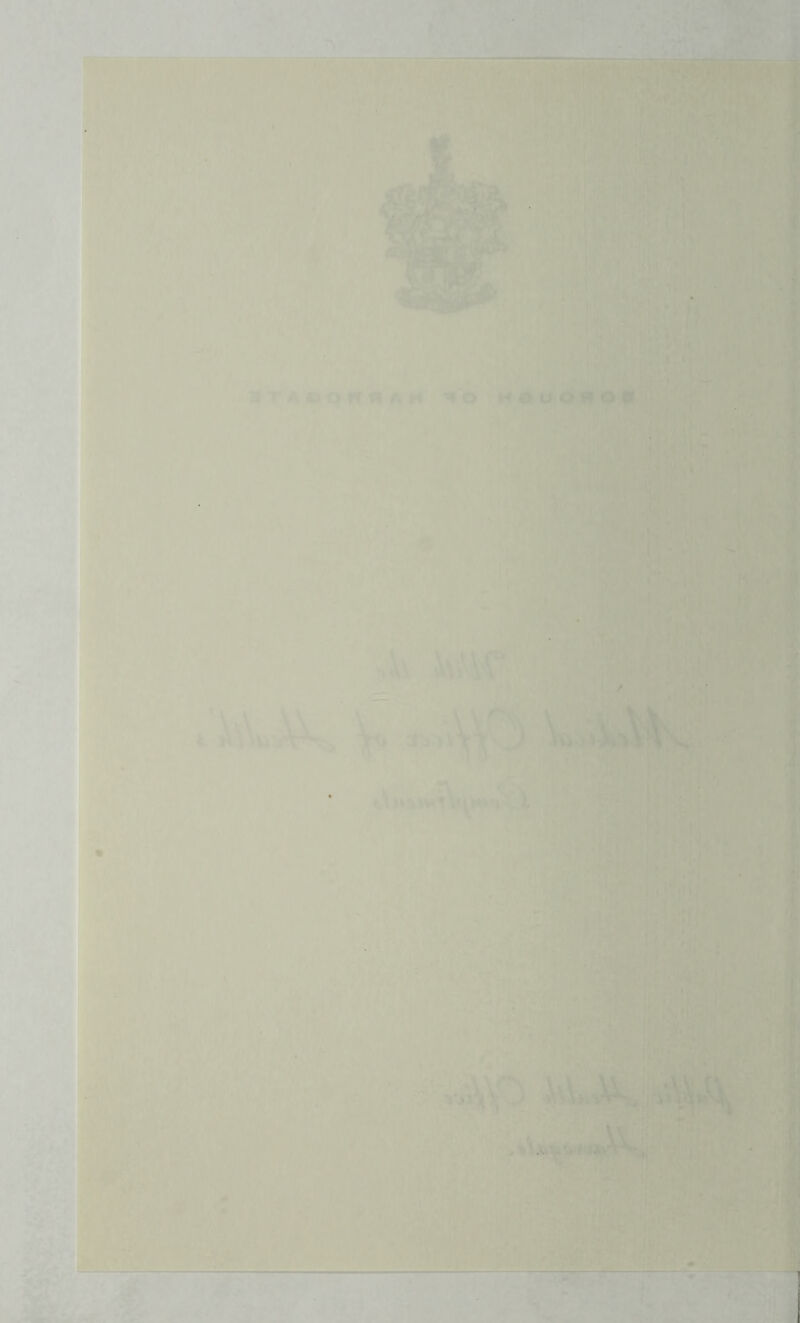 BOROUGH OF HARROGATE
With the
Medical Officer of Health's
Compliments
Public Health Office
Harrogate.